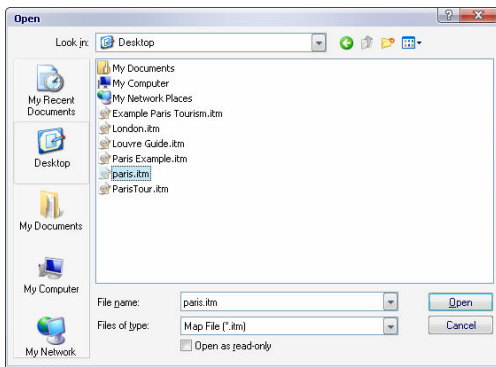 Open
Look in:
Desktop
My Recent
Documents
Desktop
My Documents
My Computer
My Network
My Documents
My Computer
My Network Places
Example Paris Tourism.itm
London.itm
Louvre Guide.itm
Paris Example.itm
paris.itm
ParisTour.itm
File name:
paris.itm
Open
Files of type:
Map File (*.itm)
Cancel
Open as read-only